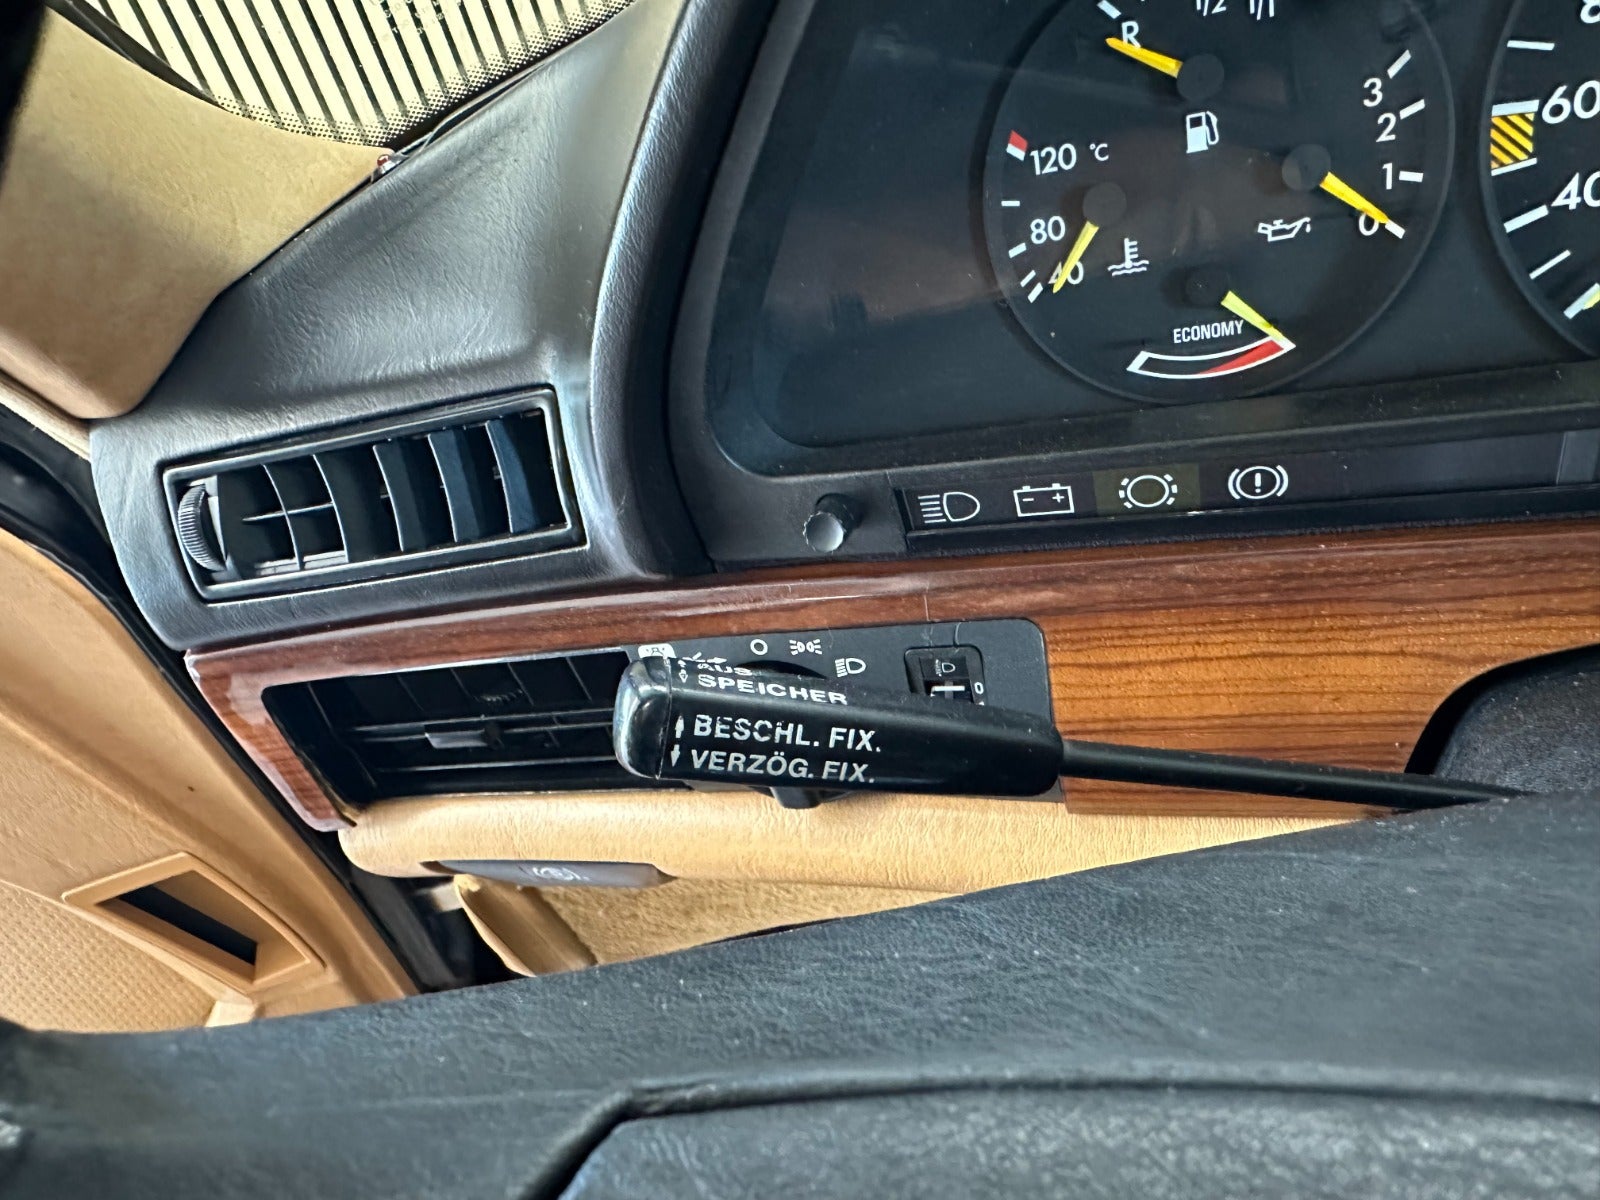 R
1/2 1/1
120 °C
80
40
3
2
1
0
ECONOMY
60
40
0
AUS
SPEICHER
BESCHL. FIX.
VERZÖG. FIX.